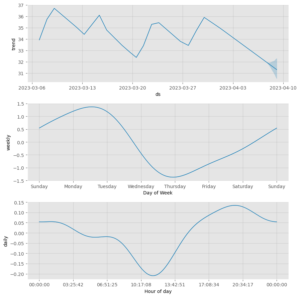 37
36
35
34
33
32
31
trend
2023-03-08 2023-03-13 2023-03-20 2023-03-27 2023-04-03 2023-04-10
ds
1.5
1.0
0.5
0.0
-0.5
-1.0
-1.5
weekly
Sunday Monday Tuesday Wednesday Thursday Friday Saturday Sunday
Day of Week
0.15
0.10
0.05
0.00
-0.05
-0.10
-0.15
-0.20
daily
00:00:00 03:25:42 06:51:25 10:17:08 13:42:51 17:08:34 20:34:17 00:00:00
Hour of day